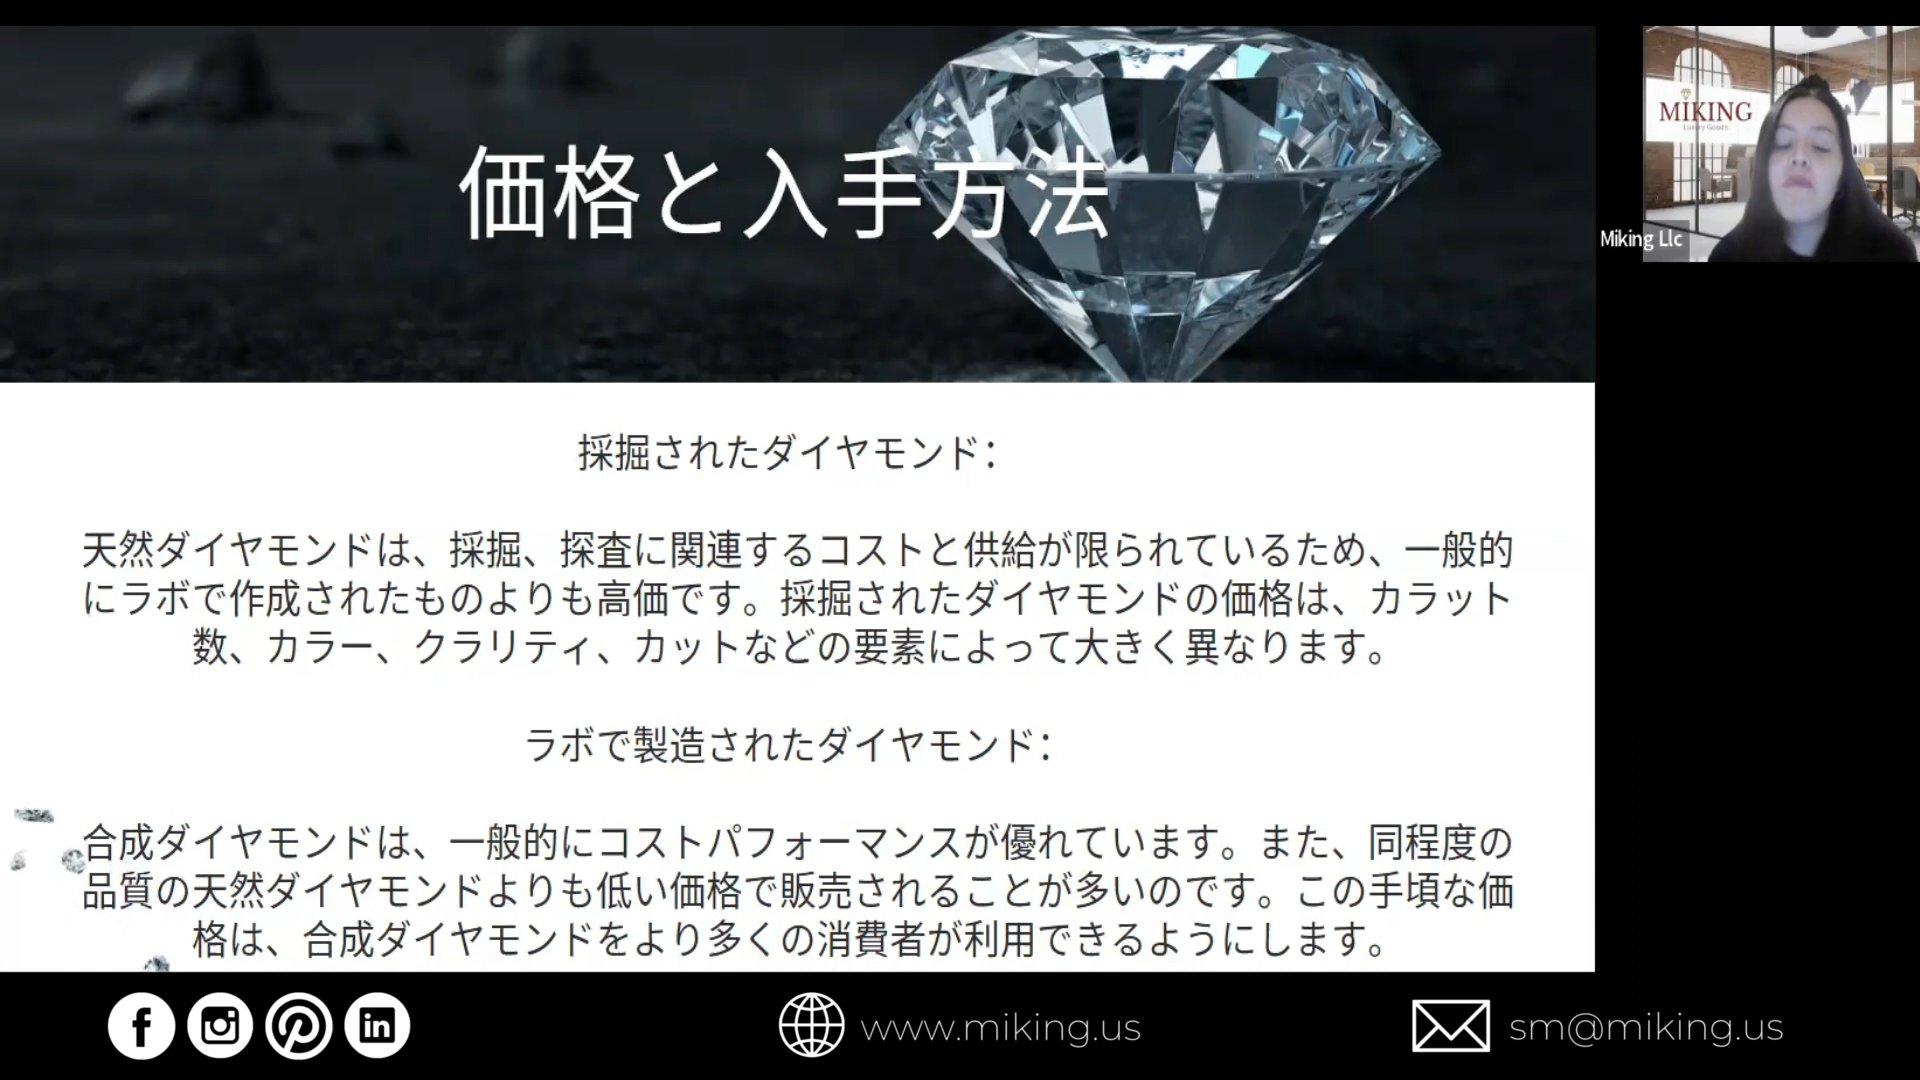 価格と入手方法
MIKING
Luxury Goods
Miking Llc
採掘されたダイヤモンド：
天然ダイヤモンドは、採掘、探査に関連するコストと供給が限られているため、一般的
にラボで作成されたものよりも高価です。採掘されたダイヤモンドの価格は、カラット
数、カラー、クラリティ、カットなどの要素によって大きく異なります。
ラボで製造されたダイヤモンド：
合成ダイヤモンドは、一般的にコストパフォーマンスが優れています。また、同程度の
品質の天然ダイヤモンドよりも低い価格で販売されることが多いのです。この手頃な価
格は、合成ダイヤモンドをより多くの消費者が利用できるようにします。
www.miking.us
sm@miking.us